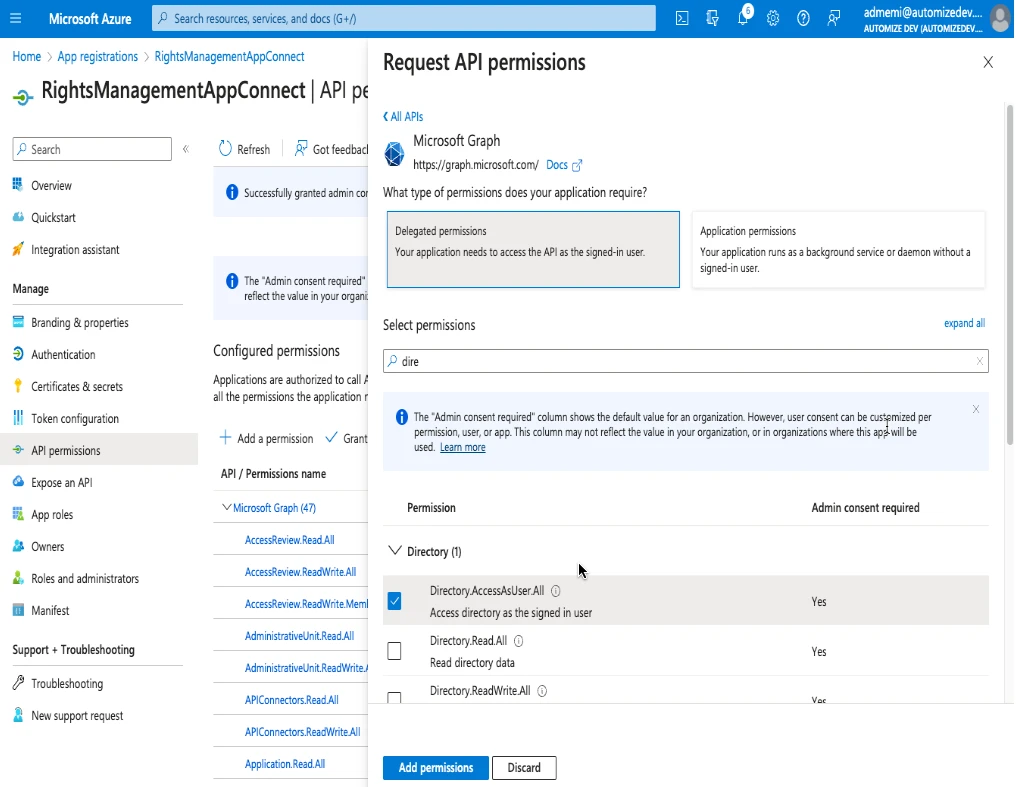 Microsoft Azure
Search resources, services, and docs (G+/)
6
admemi@automizedev....
AUTOMIZE DEV (AUTOMIZEDEV....
Home > App registrations > RightsManagementAppConnect
RightsManagementAppConnect | API pe
Search
Overview
Quickstart
Integration assistant
Manage
Branding & properties
Authentication
Certificates & secrets
Token configuration
API permissions
Expose an API
App roles
Owners
Roles and administrators
Manifest
Support + Troubleshooting
Troubleshooting
New support request
Refresh
Got feedback
Successfully granted admin con
The "Admin consent required"
reflect the value in your organiz
Configured permissions
Applications are authorized to call A
all the permissions the application n
Add a permission
Grant
API / Permissions name
Microsoft Graph (47)
AccessReview.Read.All
AccessReview.ReadWrite.All
AccessReview.ReadWrite.Mem
AdministrativeUnit.Read.All
AdministrativeUnit.ReadWrite.A
APIConnectors.Read.All
APIConnectors.ReadWrite.All
Application.Read.All
Request API permissions
All APIs
Microsoft Graph
https://graph.microsoft.com/ Docs
What type of permissions does your application require?
Delegated permissions
Your application needs to access the API as the signed-in user.
Application permissions
Your application runs as a background service or daemon without a
signed-in user.
Select permissions
expand all
dire
The "Admin consent required" column shows the default value for an organization. However, user consent can be customized per
permission, user, or app. This column may not reflect the value in your organization, or in organizations where this app will be
used. Learn more
Permission
Admin consent required
Directory (1)
Directory.AccessAsUser.All
Access directory as the signed in user
Yes
Directory.Read.All
Read directory data
Yes
Directory.ReadWrite.All
Yes
Add permissions
Discard